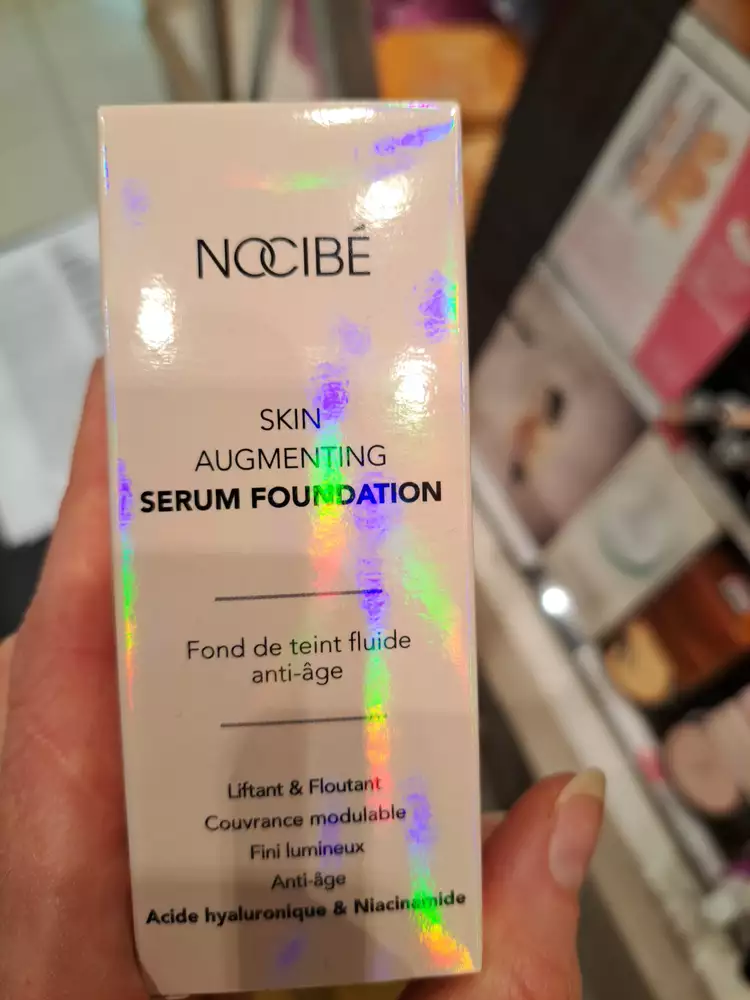 NOCIBÉ
SKIN
AUGMENTING
SERUM FOUNDATION
Fond de teint fluide
anti-âge
Liftant & Floutant
Couvrance modulable
Fini lumineux
Anti-âge
Acide hyaluronique & Niacinamide